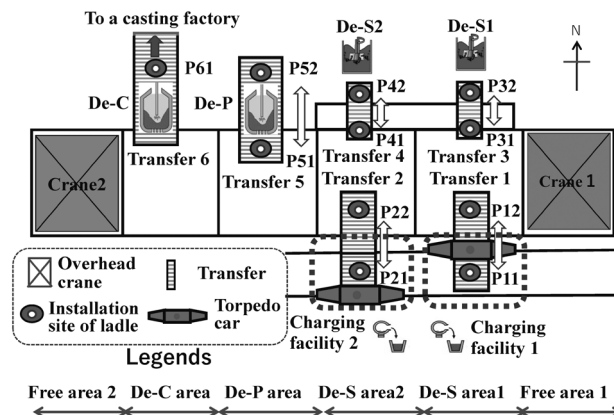 To a casting factory
N
De-S2
De-S1
P61
P52
P42
P32
De-C
De-P
P51
P41
P31
Transfer 6
Transfer 5
Transfer 4
Transfer 3
Transfer 2
Transfer 1
Crane2
Crane 1
P22
P12
P21
P11
Overhead
crane
Transfer
Installation
site of ladle
Torpedo
car
Legends
Charging
facility 2
Charging
facility 1
Free area 2
De-C area
De-P area
De-S area2
De-S area1
Free area 1